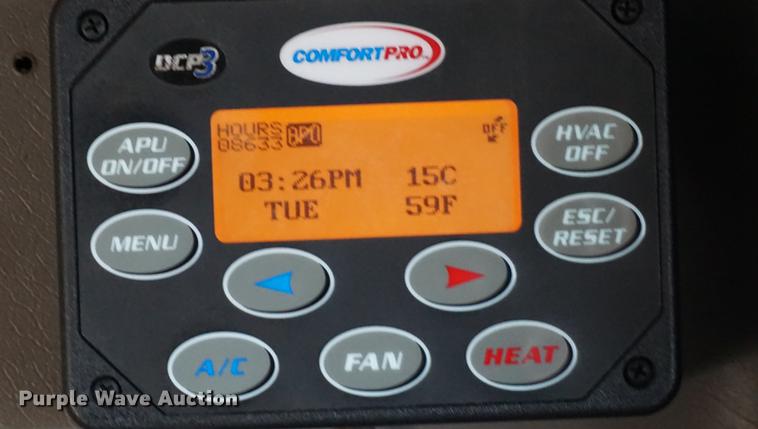 DCP3
COMFORTPRO
HOURS
08633
APU
OFF
03:26PM 15C
TUE 59F
APU
ON/OFF
MENU
HVAC
OFF
ESC/
RESET
A/C
FAN
HEAT
Purple Wave Auction